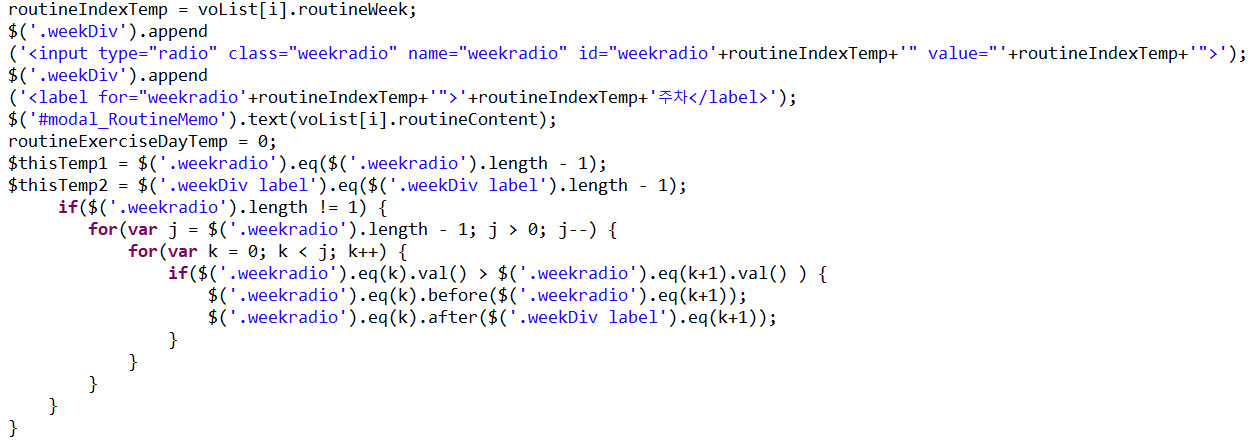 routineIndexTemp = voList[i].routineWeek;
$('.weekDiv').append
('<input type="radio" class="weekradio" name="weekradio" id="weekradio'+routineIndexTemp+'" value="'+routineIndexTemp+'">');
$('.weekDiv').append
('<label for="weekradio'+routineIndexTemp+'">'+routineIndexTemp+'주차</label>');
$('#modal_RoutineMemo').text(voList[i].routineContent);
routineExerciseDayTemp = 0;
$thisTemp1 = $('.weekradio').eq($('.weekradio').length - 1);
$thisTemp2 = $('.weekDiv label').eq($('.weekDiv label').length - 1);
if($('.weekradio').length != 1) {
for(var j = $('.weekradio').length - 1; j > 0; j--) {
for(var k = 0; k < j; k++) {
if($('.weekradio').eq(k).val() > $('.weekradio').eq(k+1).val() ) {
$('.weekradio').eq(k).before($('.weekradio').eq(k+1));
$('.weekradio').eq(k).after($('.weekDiv label').eq(k+1));
}
}
}
}
}